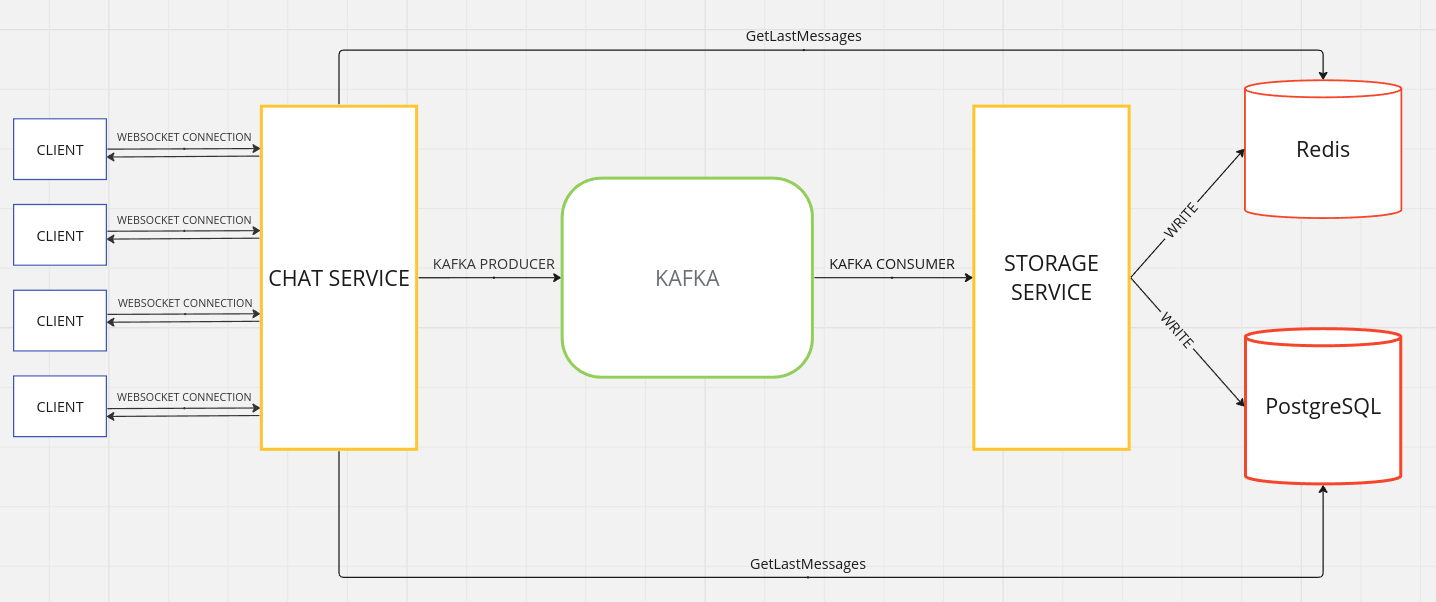 GetLastMessages
CLIENT
WEBSOCKET CONNECTION
CLIENT
WEBSOCKET CONNECTION
CLIENT
WEBSOCKET CONNECTION
CLIENT
WEBSOCKET CONNECTION
CHAT SERVICE
KAFKA PRODUCER
KAFKA
KAFKA CONSUMER
STORAGE
SERVICE
WRITE
WRITE
Redis
PostgreSQL
GetLastMessages